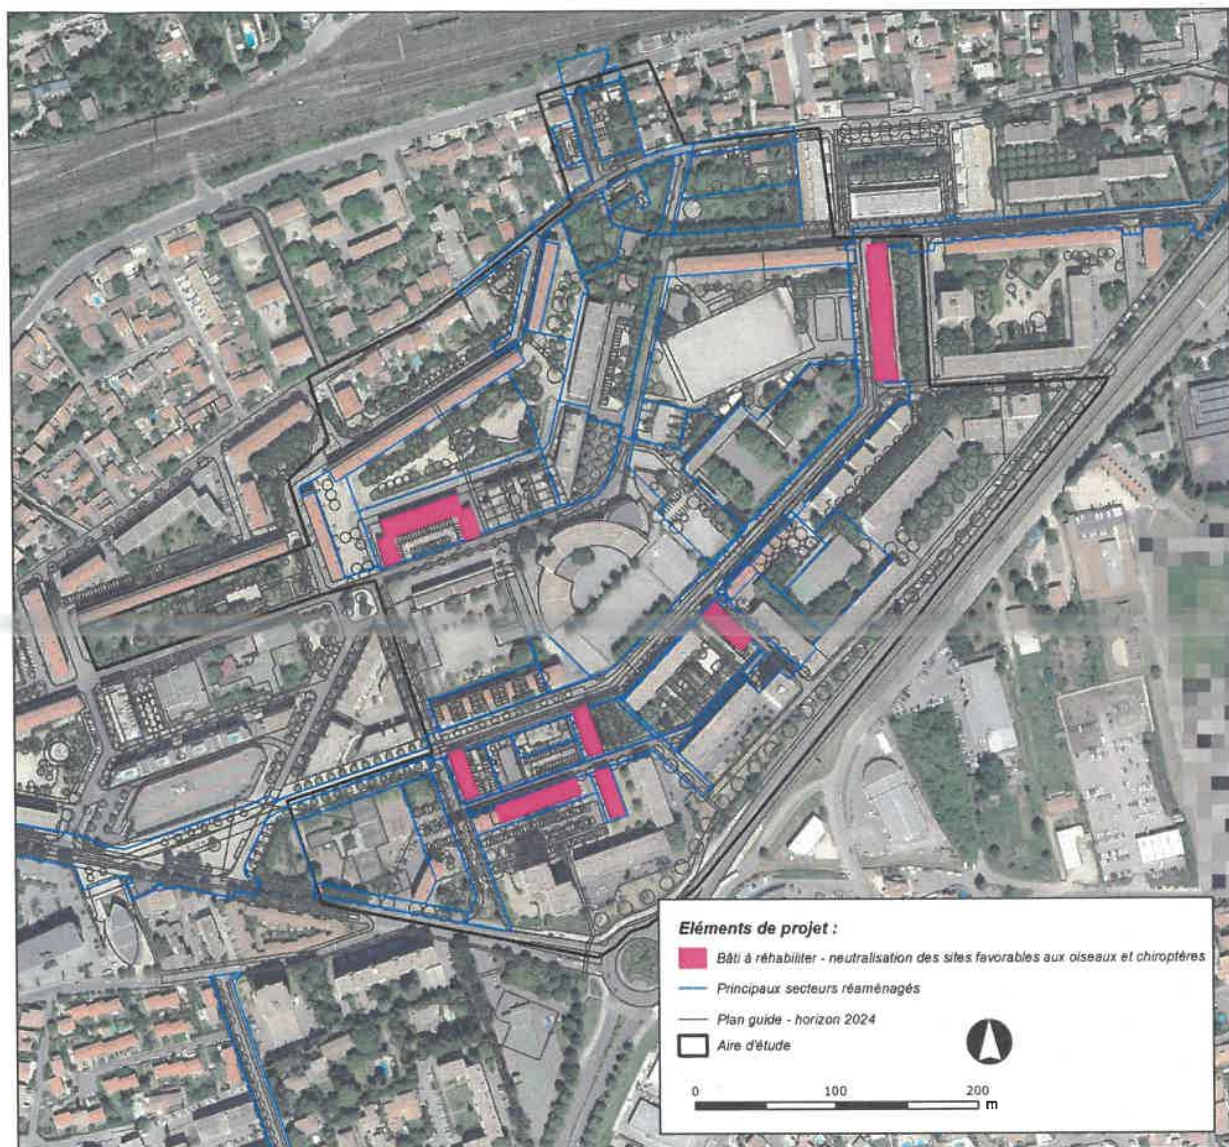 Eléments de projet :
Bâti à réhabiliter - neutralisation des sites favorables aux oiseaux et chiroptères
Principaux secteurs réaménagés
Plan guide - horizon 2024
Aire d'étude
0 100 200
m